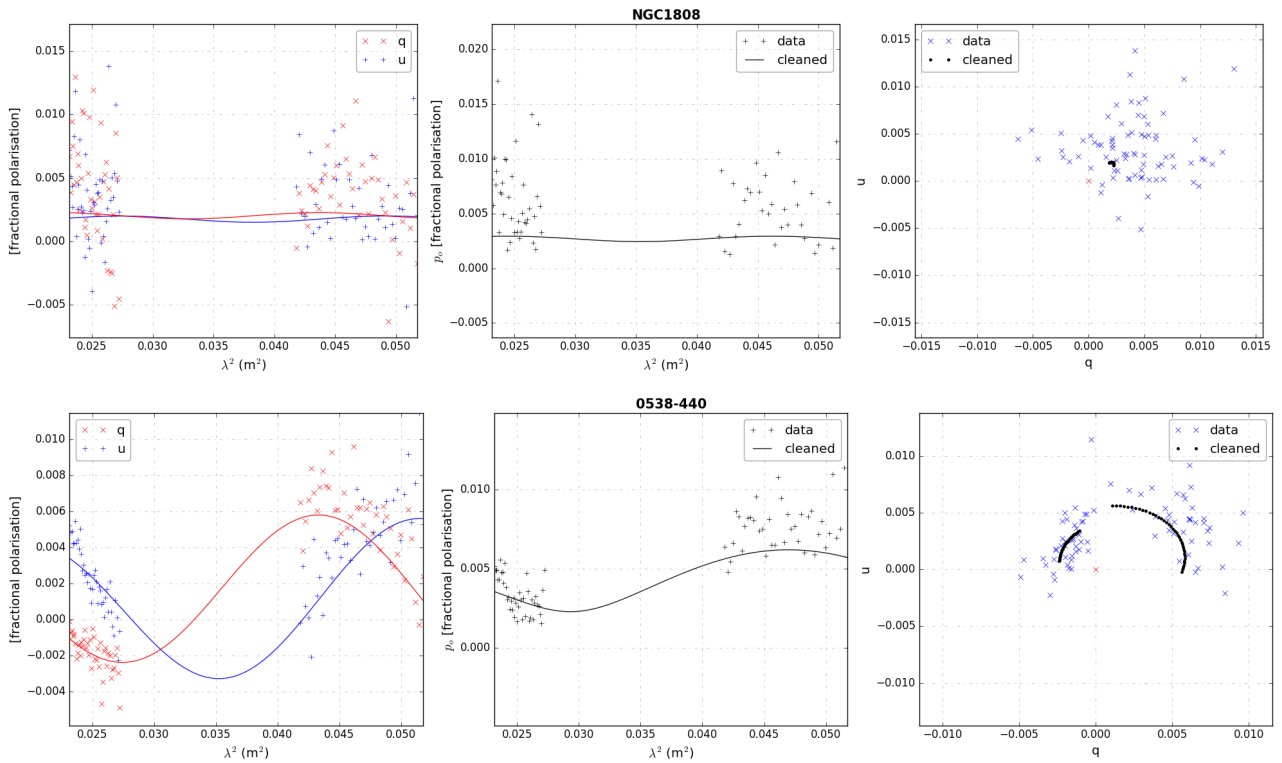 NGC1808
[fractional polarisation]
0.015
0.010
0.005
0.000
−0.005
0.025 0.030 0.035 0.040 0.045 0.050
λ² (m²)
q
u
p₀ [fractional polarisation]
0.020
0.015
0.010
0.005
0.000
−0.005
0.025 0.030 0.035 0.040 0.045 0.050
λ² (m²)
data
cleaned
u
0.015
0.010
0.005
0.000
−0.005
−0.010
−0.015
−0.015 −0.010 −0.005 0.000 0.005 0.010 0.015
q
data
cleaned
0538-440
[fractional polarisation]
0.010
0.008
0.006
0.004
0.002
0.000
−0.002
−0.004
0.025 0.030 0.035 0.040 0.045 0.050
λ² (m²)
q
u
p₀ [fractional polarisation]
0.010
0.005
0.000
0.025 0.030 0.035 0.040 0.045 0.050
λ² (m²)
data
cleaned
u
0.010
0.005
0.000
−0.005
−0.010
−0.010 −0.005 0.000 0.005 0.010
q
data
cleaned